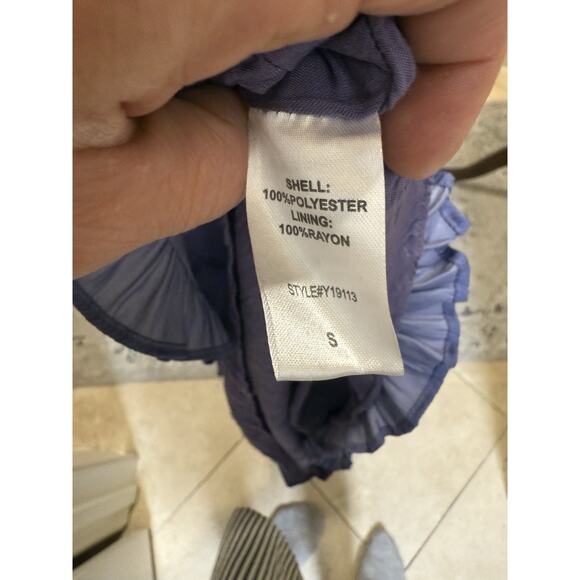 SHELL:
100%POLYESTER
LINING:
100%RAYON
STYLE#Y19113
S